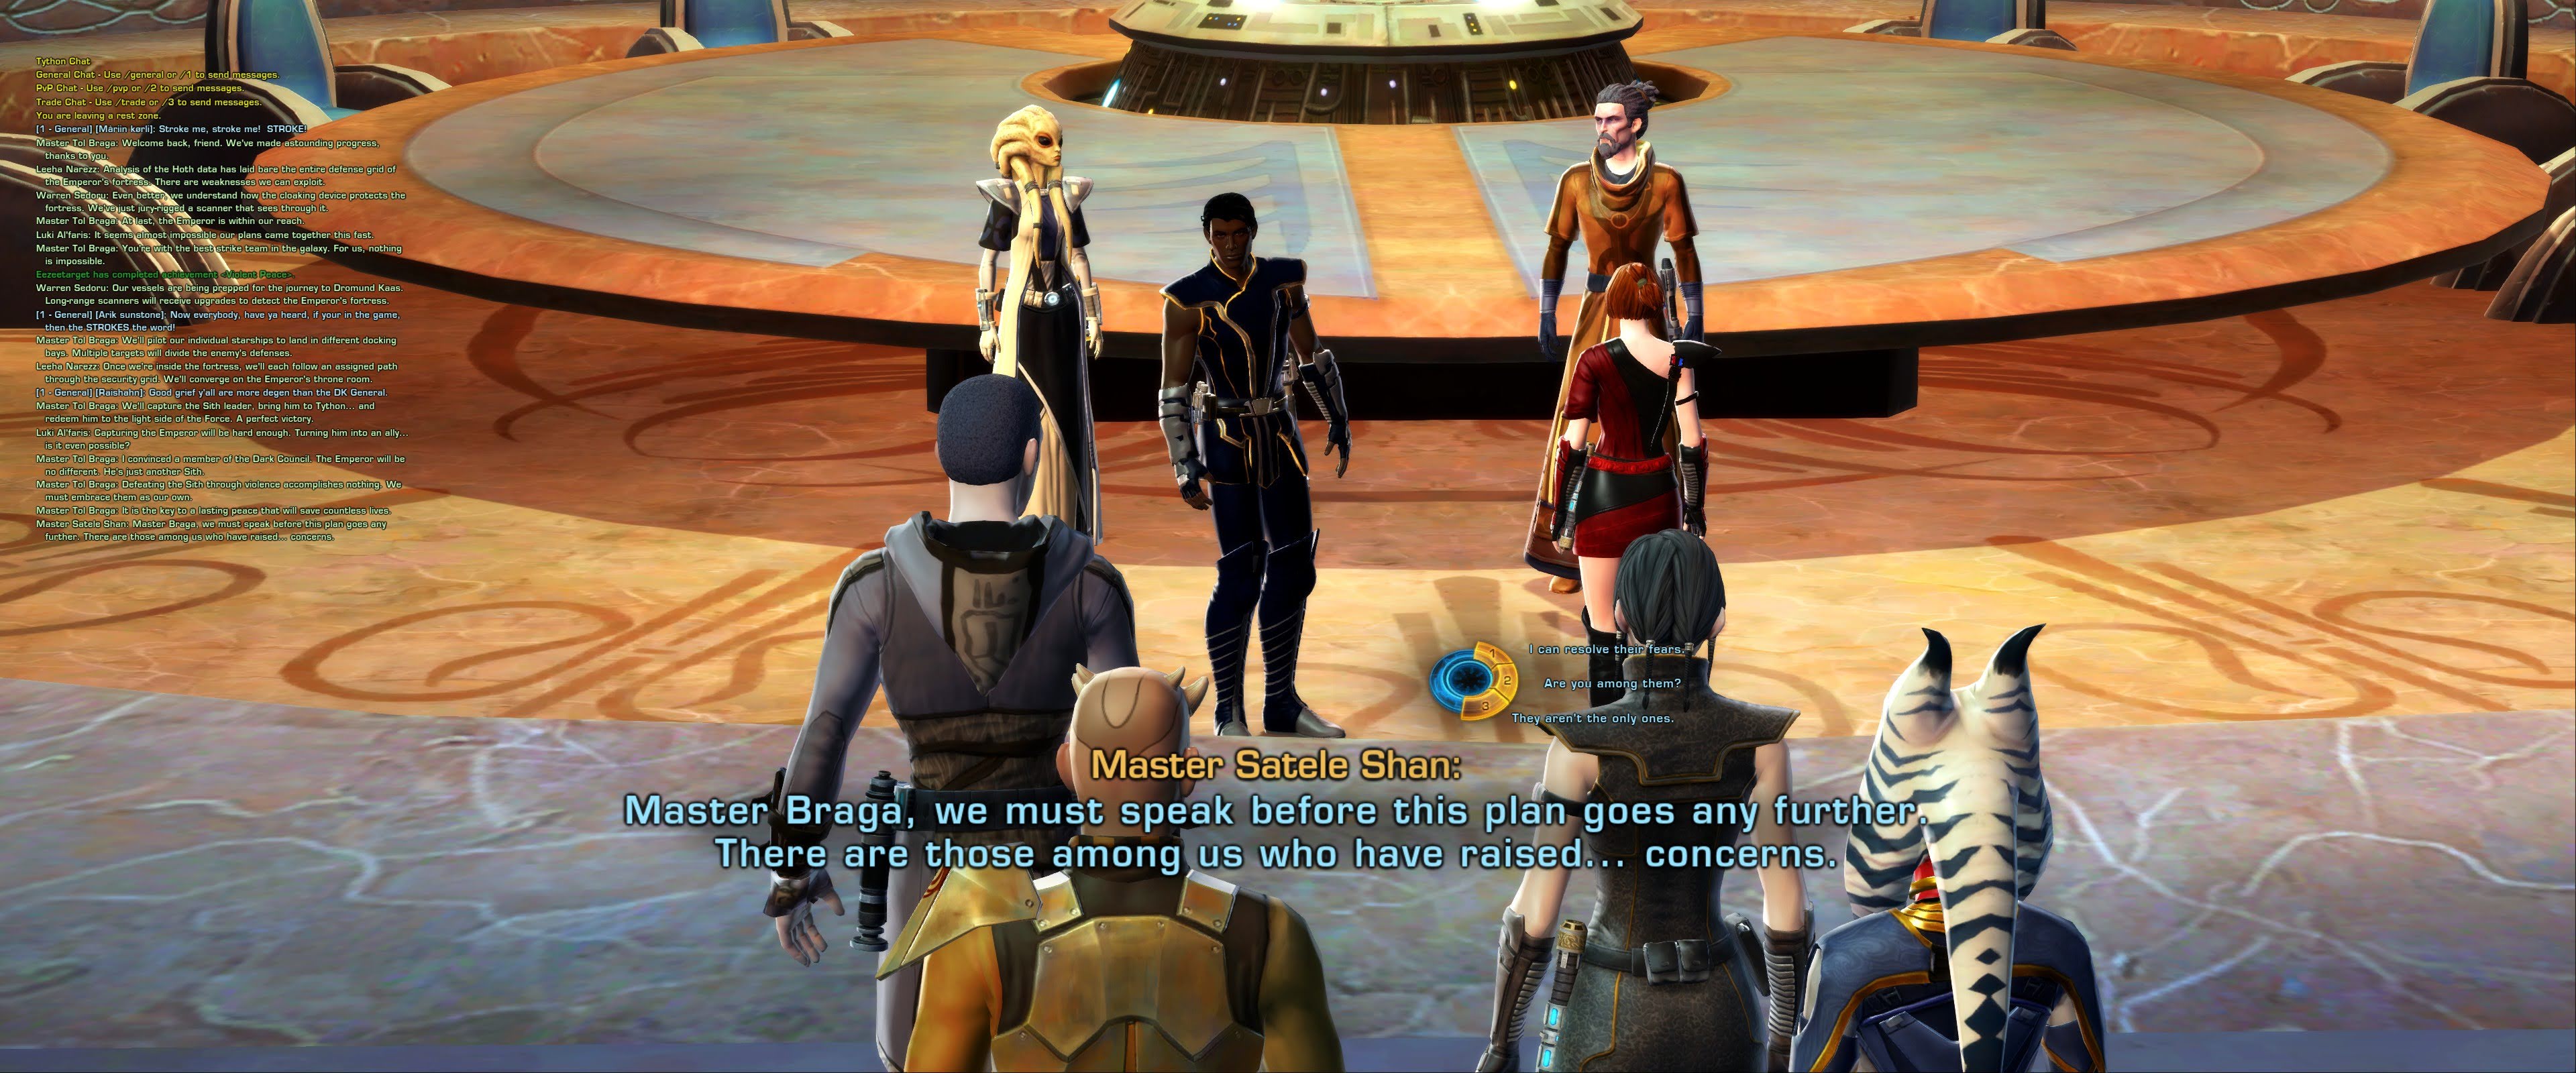 Tython Chat
General Chat - Use /general or /1 to send messages.
PvP Chat - Use /pvp or /2 to send messages.
Trade Chat - Use /trade or /3 to send messages.
You are leaving a rest zone.
[1 - General] [Máriin kørli]: Stroke me, stroke me! STROKE!
Master Tol Braga: Welcome back, friend. We've made astounding progress,
thanks to you.
Leeha Narezz: Analysis of the Hoth data has laid bare the entire defense grid of
the Emperor's fortress. There are weaknesses we can exploit.
Warren Sedoru: Even better, we understand how the cloaking device protects the
fortress. We've just jury-rigged a scanner that sees through it.
Master Tol Braga: At last, the Emperor is within our reach.
Luki Al'faris: It seems almost impossible our plans came together this fast.
Master Tol Braga: You're with the best strike team in the galaxy. For us, nothing
is impossible.
Eezeetarget has completed achievement <Violent Peace>.
Warren Sedoru: Our vessels are being prepped for the journey to Dromund Kaas.
Long-range scanners will receive upgrades to detect the Emperor's fortress.
[1 - General] [Arik sunstone]: Now everybody, have ya heard, if your in the game,
then the STROKES the word!
Master Tol Braga: We'll pilot our individual starships to land in different docking
bays. Multiple targets will divide the enemy's defenses.
Leeha Narezz: Once we're inside the fortress, we'll each follow an assigned path
through the security grid. We'll converge on the Emperor's throne room.
[1 - General] [Raishahn]: Good grief y'all are more degen than the DK General.
Master Tol Braga: We'll capture the Sith leader, bring him to Tython... and
redeem him to the light side of the Force. A perfect victory.
Luki Al'faris: Capturing the Emperor will be hard enough. Turning him into an ally...
is it even possible?
Master Tol Braga: I convinced a member of the Dark Council. The Emperor will be
no different. He's just another Sith.
Master Tol Braga: Defeating the Sith through violence accomplishes nothing. We
must embrace them as our own.
Master Tol Braga: It is the key to a lasting peace that will save countless lives.
Master Satele Shan: Master Braga, we must speak before this plan goes any
further. There are those among us who have raised... concerns.
1 I can resolve their fears.
2 Are you among them?
3 They aren't the only ones.
Master Satele Shan:
Master Braga, we must speak before this plan goes any further.
There are those among us who have raised... concerns.